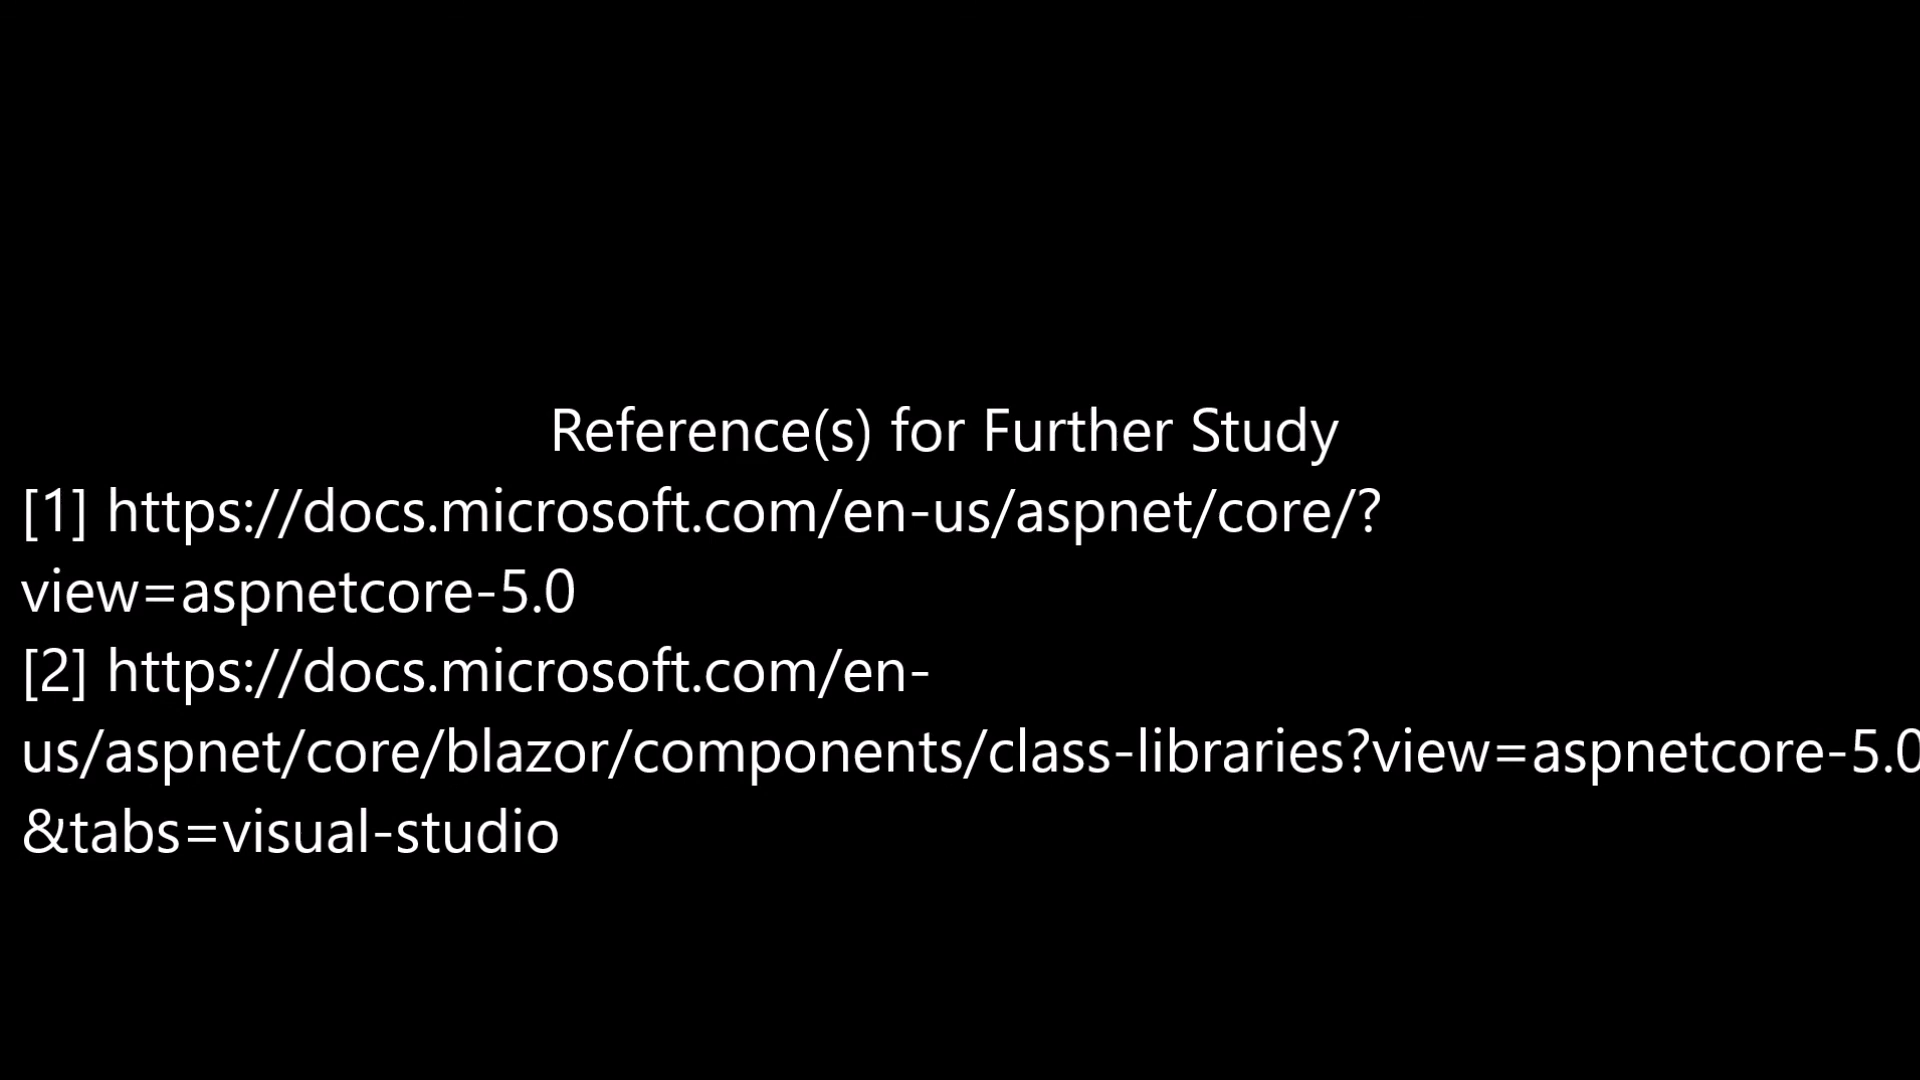 Reference(s) for Further Study
[1] https://docs.microsoft.com/en-us/aspnet/core/?
view=aspnetcore-5.0
[2] https://docs.microsoft.com/en-
us/aspnet/core/blazor/components/class-libraries?view=aspnetcore-5.0
&tabs=visual-studio